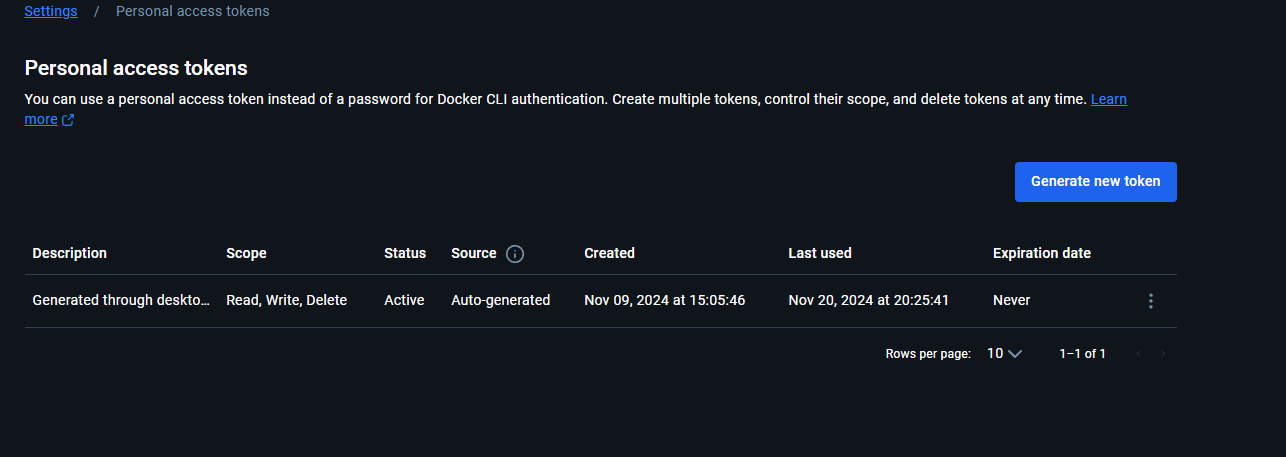 Settings / Personal access tokens
Personal access tokens
You can use a personal access token instead of a password for Docker CLI authentication. Create multiple tokens, control their scope, and delete tokens at any time. Learn
more
Generate new token
Description Scope Status Source Created Last used Expiration date
Generated through deskto... Read, Write, Delete Active Auto-generated Nov 09, 2024 at 15:05:46 Nov 20, 2024 at 20:25:41 Never
Rows per page: 10 1–1 of 1